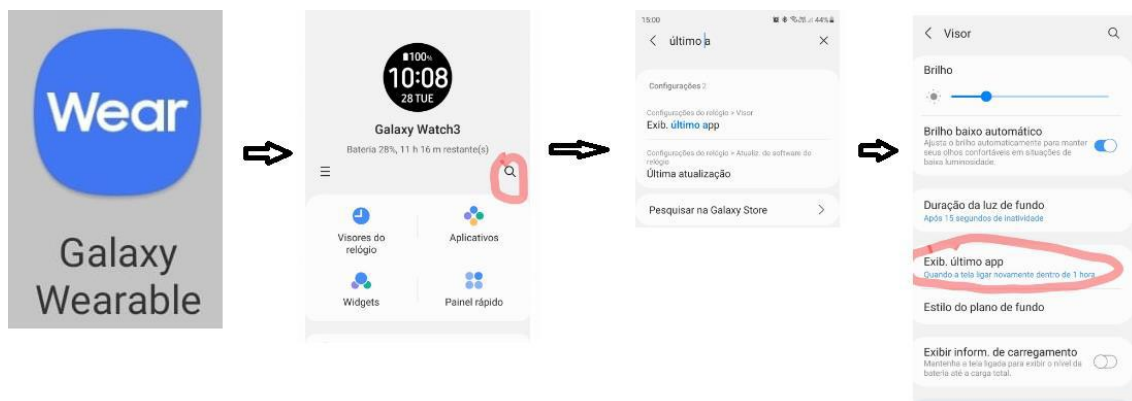 Wear
Galaxy
Wearable
100%
10:08
28 TUE
Galaxy Watch3
Bateria 28%, 11 h 16 m restante(s)
Visores do
relógio
Aplicativos
Widgets
Painel rápido
15:00
44%
último a
Configurações 2
Configurações do relógio > Visor
Exib. último app
Configurações do relógio > Atualiz. de software do
relógio
Última atualização
Pesquisar na Galaxy Store
Visor
Brilho
Brilho baixo automático
Ajusta o brilho automaticamente para manter
seus olhos confortáveis em situações de
baixa luminosidade.
Duração da luz de fundo
Após 15 segundos de inatividade
Exib. último app
Quando a tela ligar novamente dentro de 1 hora
Estilo do plano de fundo
Exibir inform. de carregamento
Mantenha a tela ligada para exibir o nível da
bateria até a carga total.